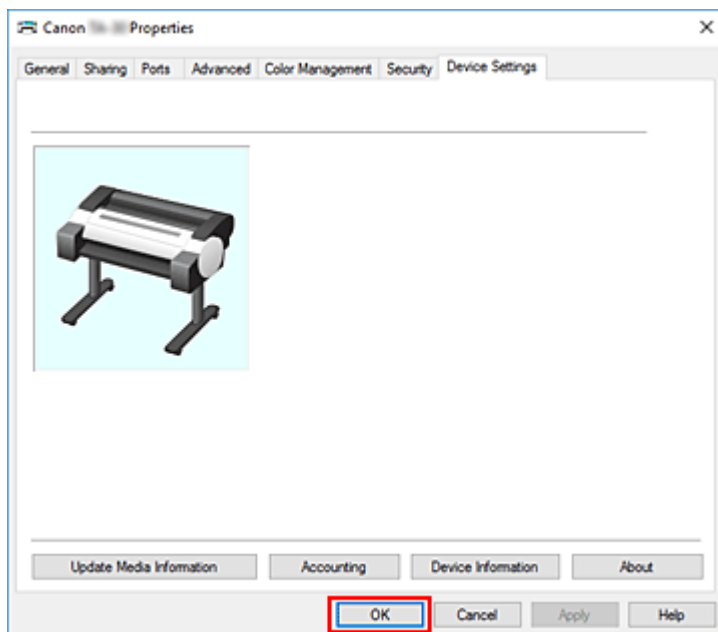 Canon Properties
General Sharing Ports Advanced Color Management Security Device Settings
Update Media Information Accounting Device Information About
OK Cancel Apply Help